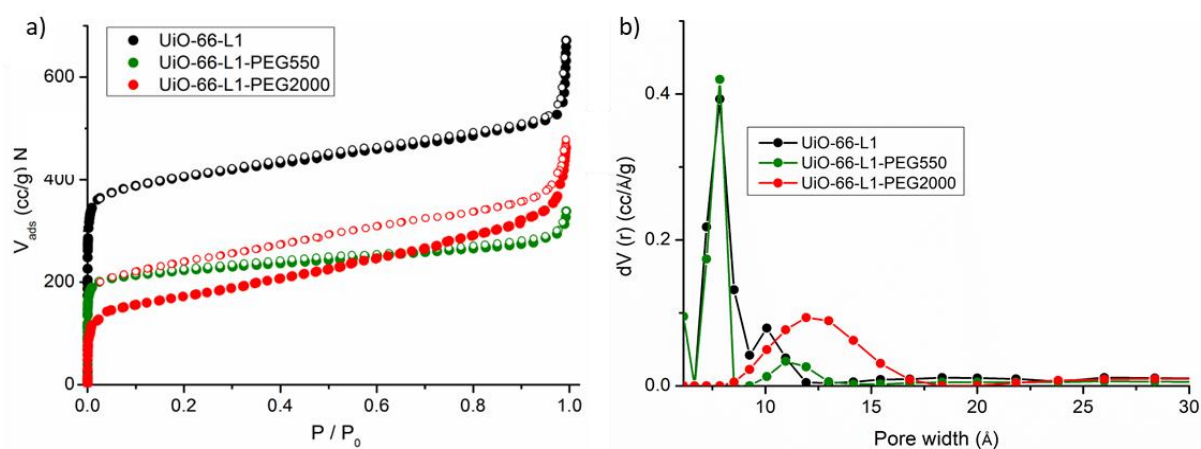 a)
UiO-66-L1
UiO-66-L1-PEG550
UiO-66-L1-PEG2000
600
400
200
0
Vads (cc/g) N
0.0 0.2 0.4 0.6 0.8 1.0
P / P0
b)
UiO-66-L1
UiO-66-L1-PEG550
UiO-66-L1-PEG2000
0.4
0.2
0.0
dV (r) (cc/Å/g)
10 15 20 25 30
Pore width (Å)